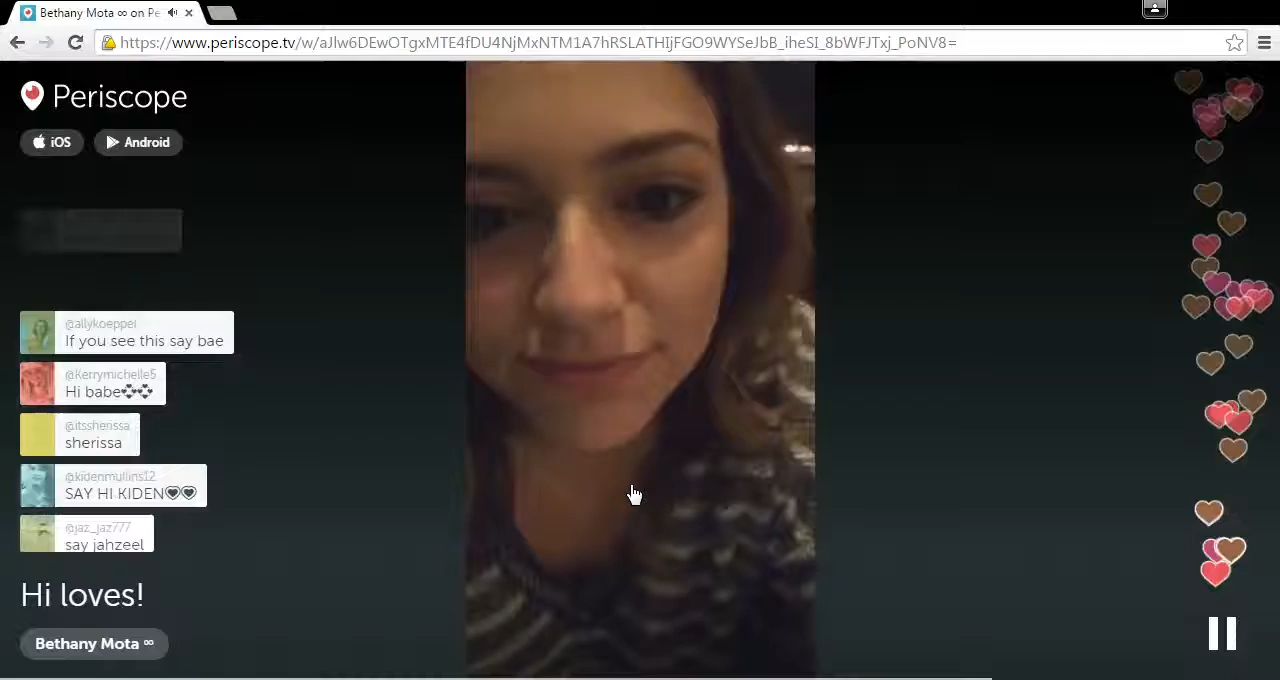 Bethany Mota ∞ on Pe
https://www.periscope.tv/w/aJlw6DEwOTgxMTE4fDU4NjMxNTM1A7hRSLATHIjFGO9WYSeJbB_iheSI_8bWFJTxj_PoNV8=
Periscope
iOS
Android
@allykoeppel
If you see this say bae
@Kerrymichelle5
Hi babe
@itssherissa
sherissa
@kidenmullins12
SAY HI KIDEN
@jaz_jaz777
say jahzeel
Hi loves!
Bethany Mota ∞